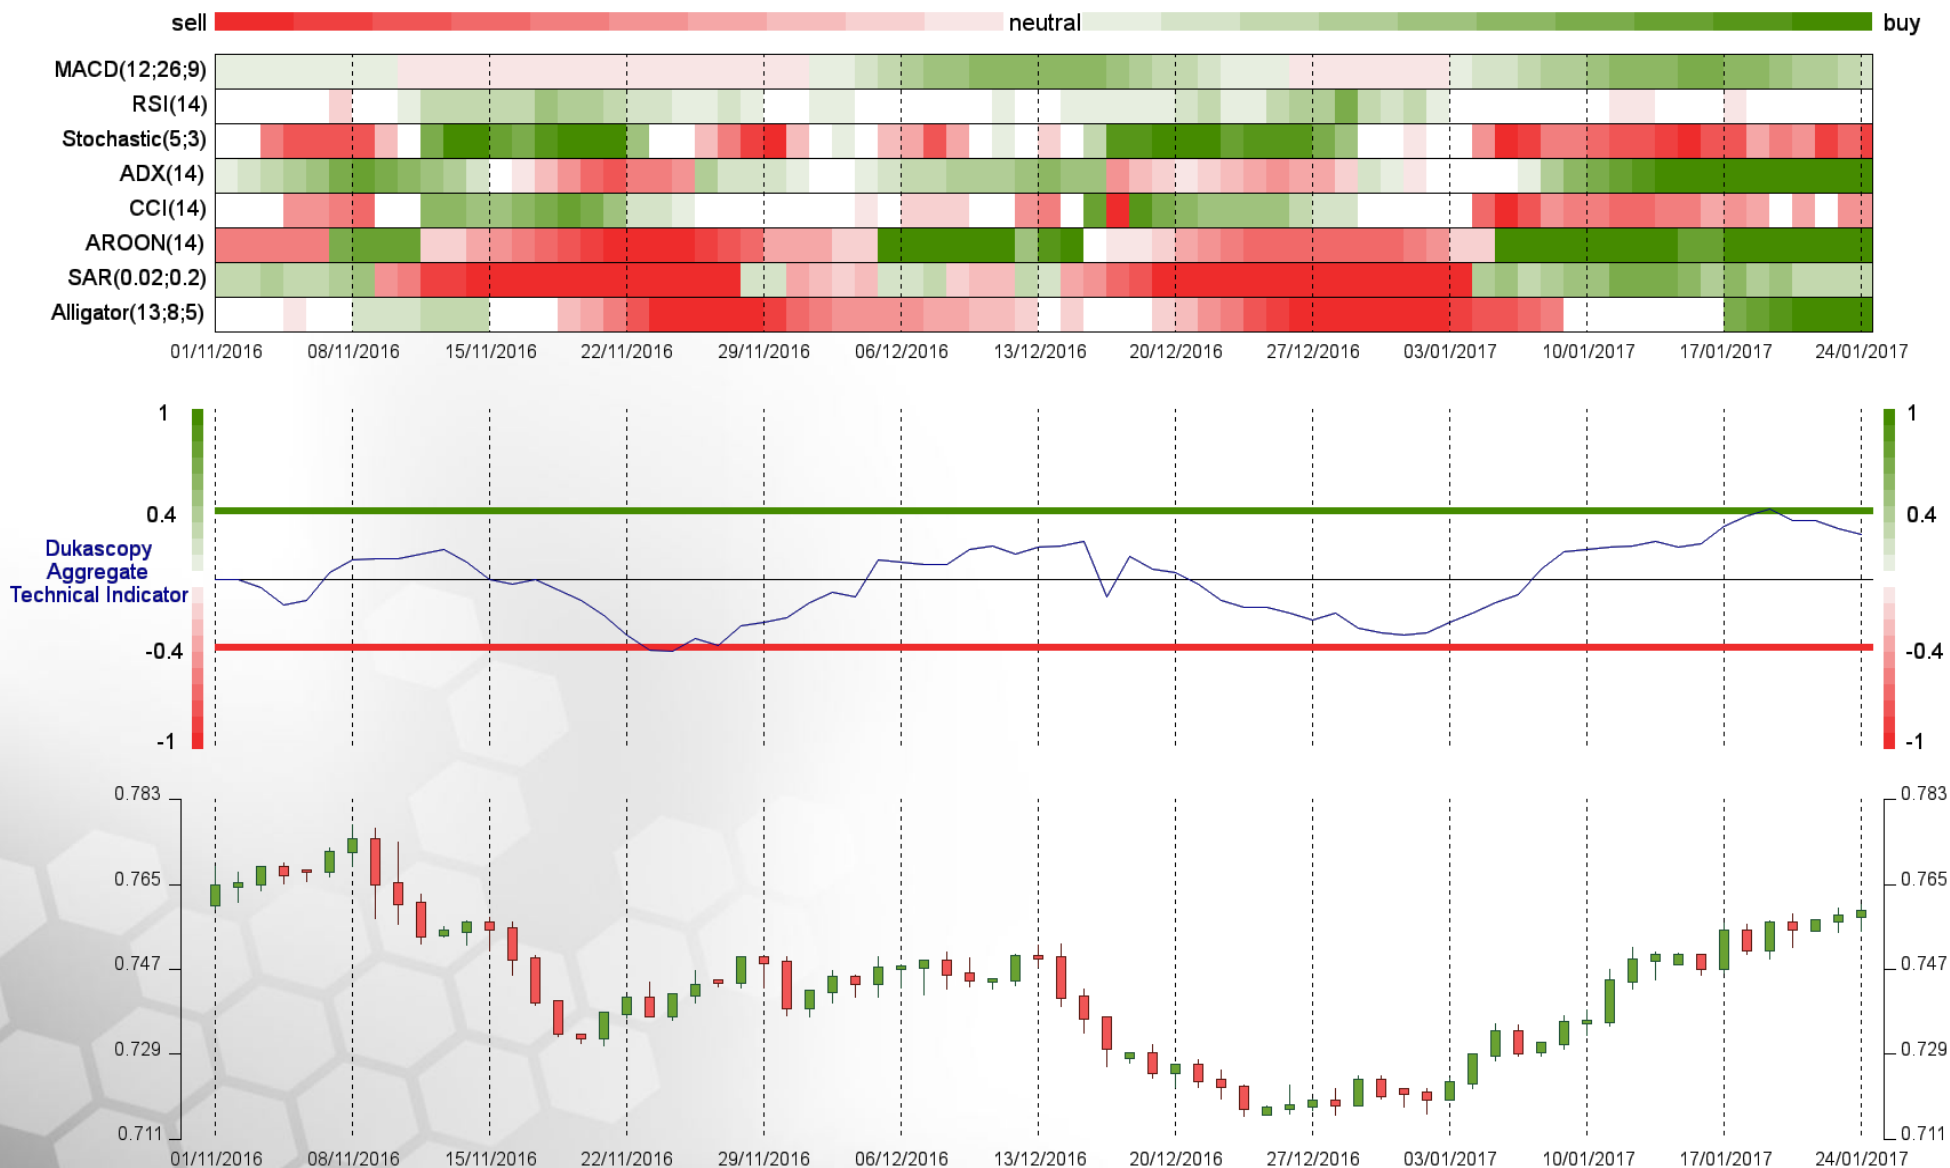 sell neutral buy
MACD(12;26;9)
RSI(14)
Stochastic(5;3)
ADX(14)
CCI(14)
AROON(14)
SAR(0.02;0.2)
Alligator(13;8;5)
01/11/2016 08/11/2016 15/11/2016 22/11/2016 29/11/2016 06/12/2016 13/12/2016 20/12/2016 27/12/2016 03/01/2017 10/01/2017 17/01/2017 24/01/2017
1 1
0.4 0.4
Dukascopy
Aggregate
Technical Indicator
-0.4 -0.4
-1 -1
0.783 0.783
0.765 0.765
0.747 0.747
0.729 0.729
0.711 0.711
01/11/2016 08/11/2016 15/11/2016 22/11/2016 29/11/2016 06/12/2016 13/12/2016 20/12/2016 27/12/2016 03/01/2017 10/01/2017 17/01/2017 24/01/2017